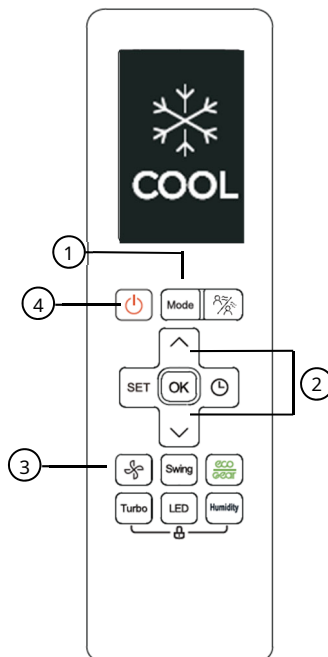 COOL
1
4
Mode
SET OK
2
3
Swing eco GEAR
Turbo LED Humidity